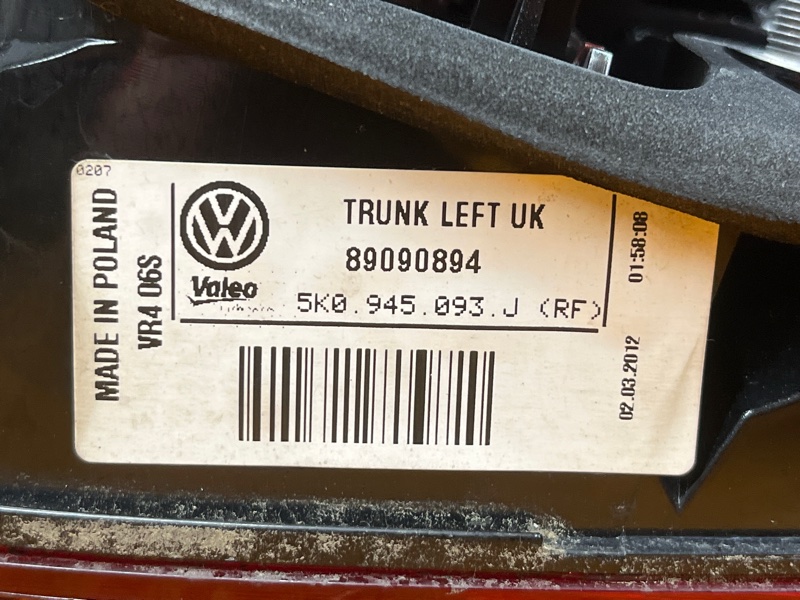 0207
MADE IN POLAND
VR4 06S
Valeo
TRUNK LEFT UK
89090894
5K0.945.093.J (RF)
01:58:08
02.03.2012